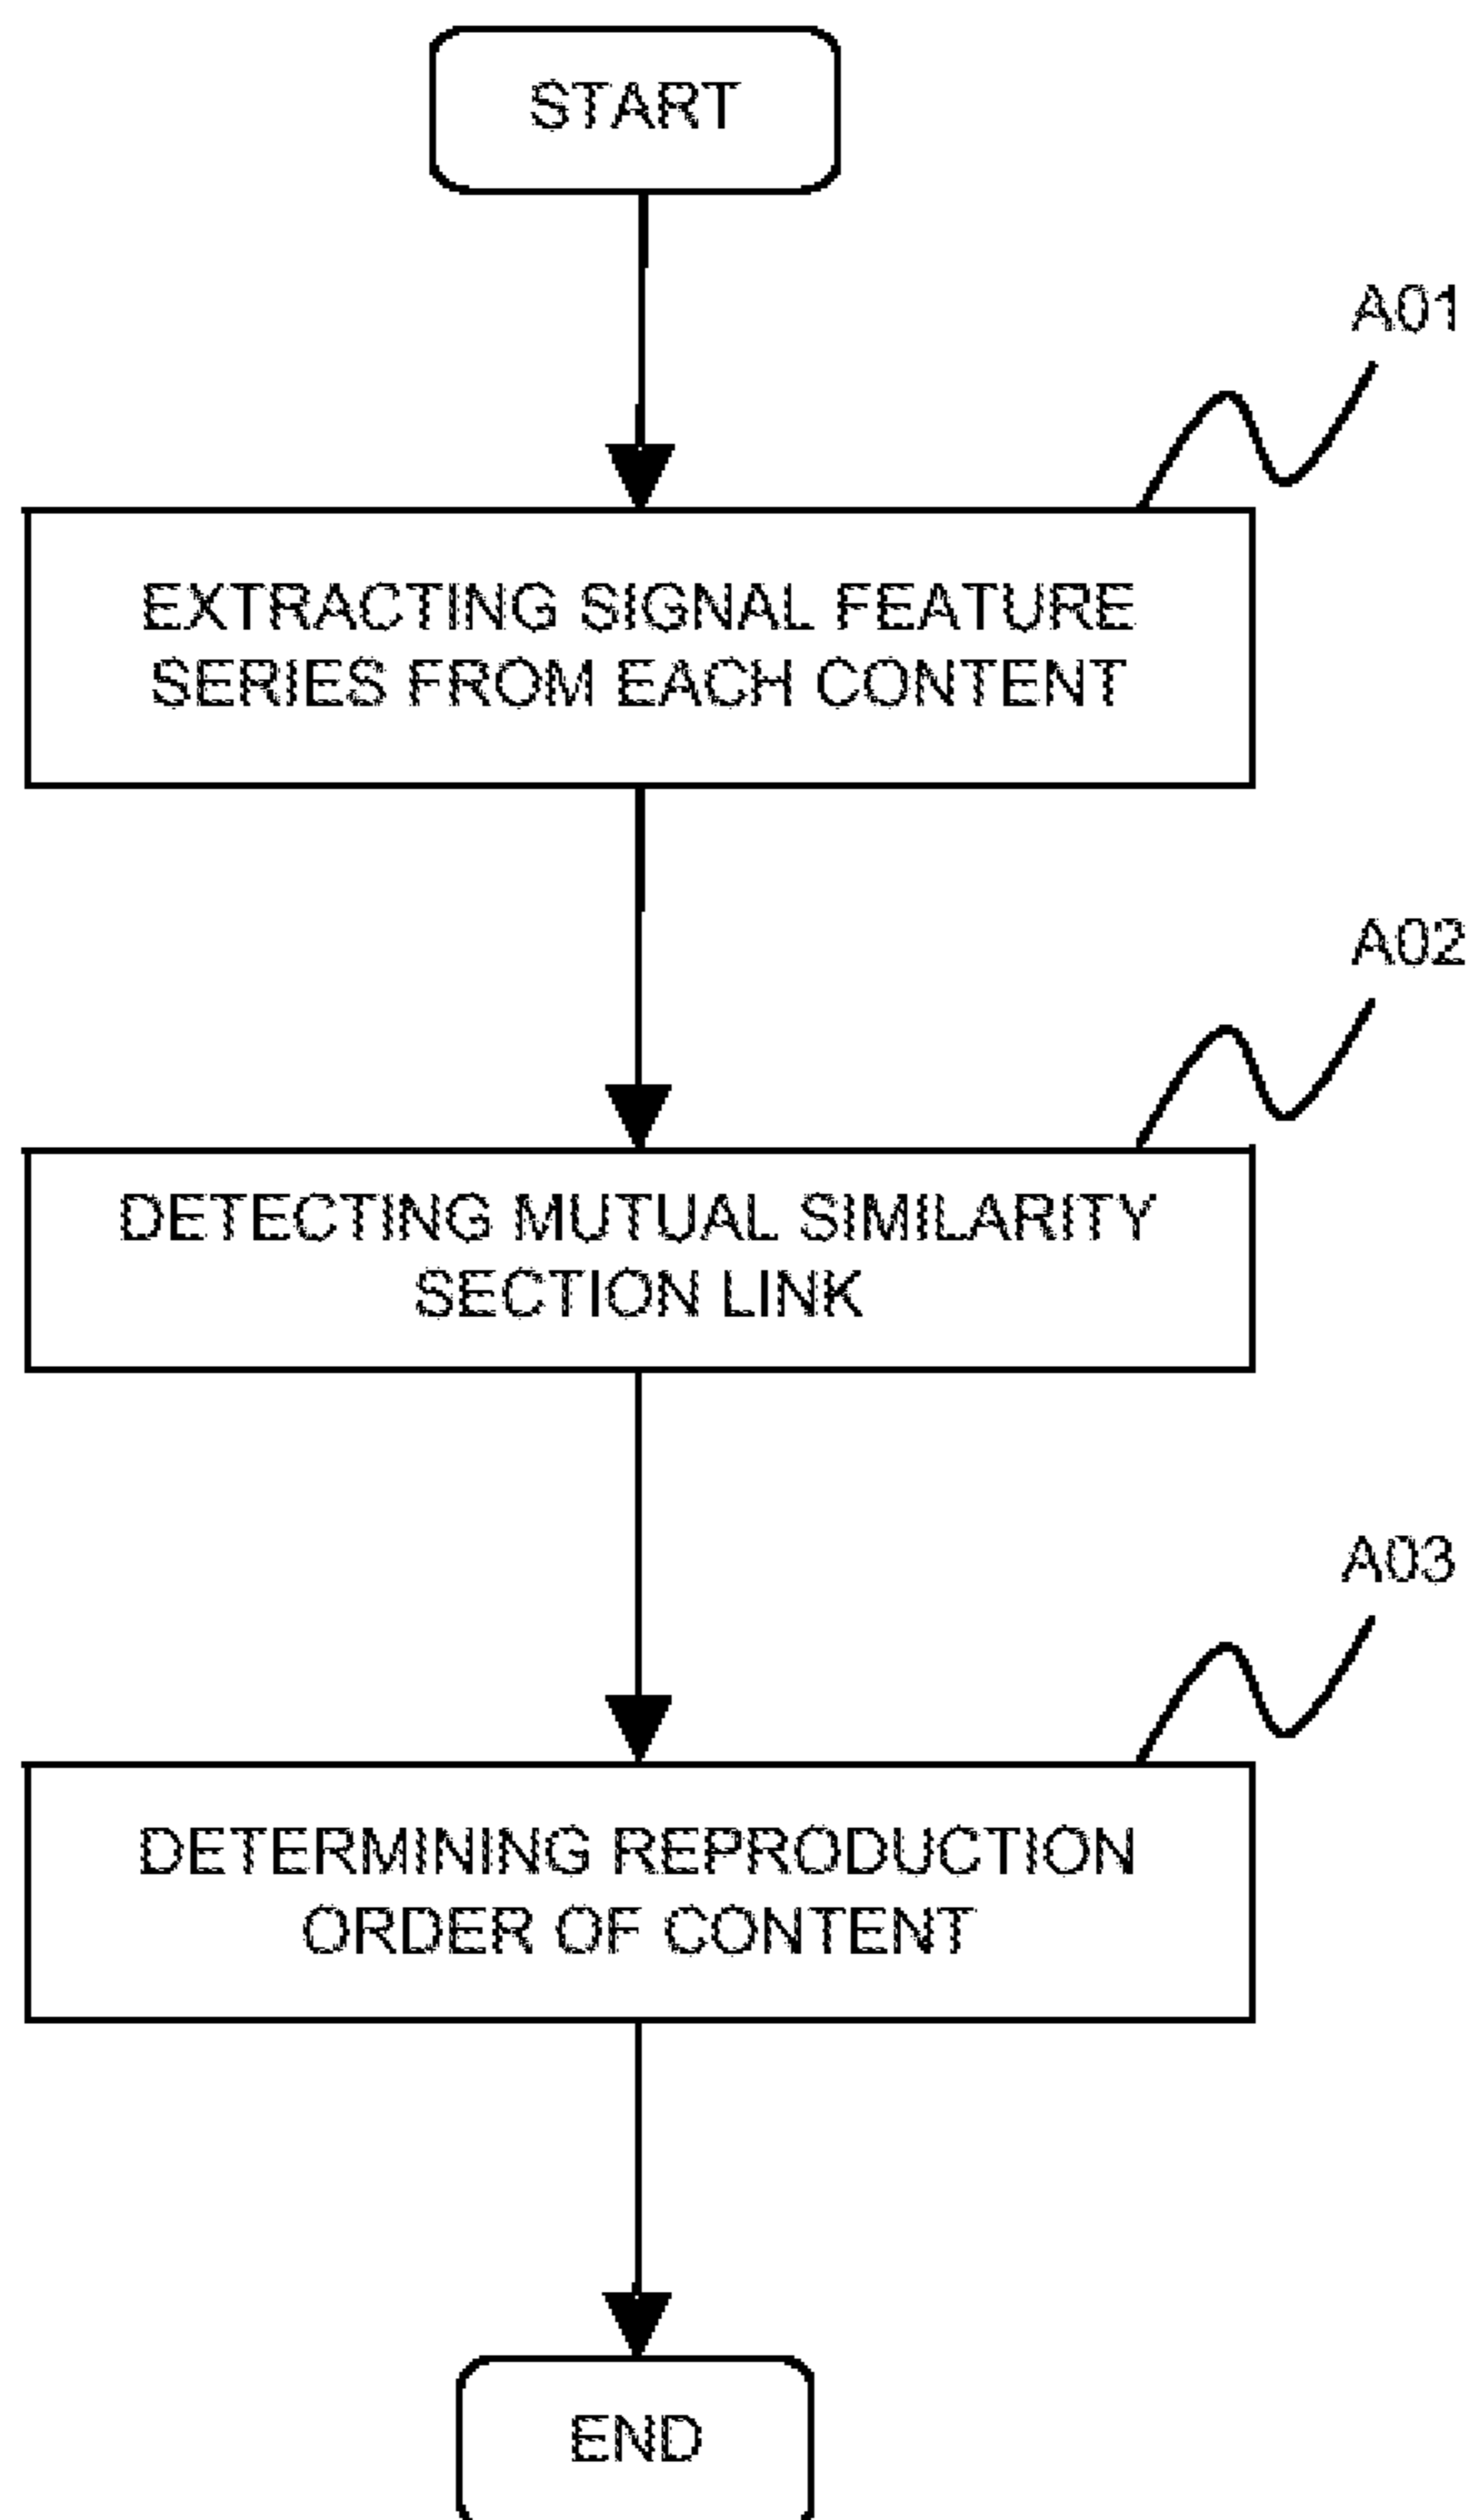 START
A01
EXTRACTING SIGNAL FEATURE
SERIES FROM EACH CONTENT
A02
DETECTING MUTUAL SIMILARITY
SECTION LINK
A03
DETERMINING REPRODUCTION
ORDER OF CONTENT
END